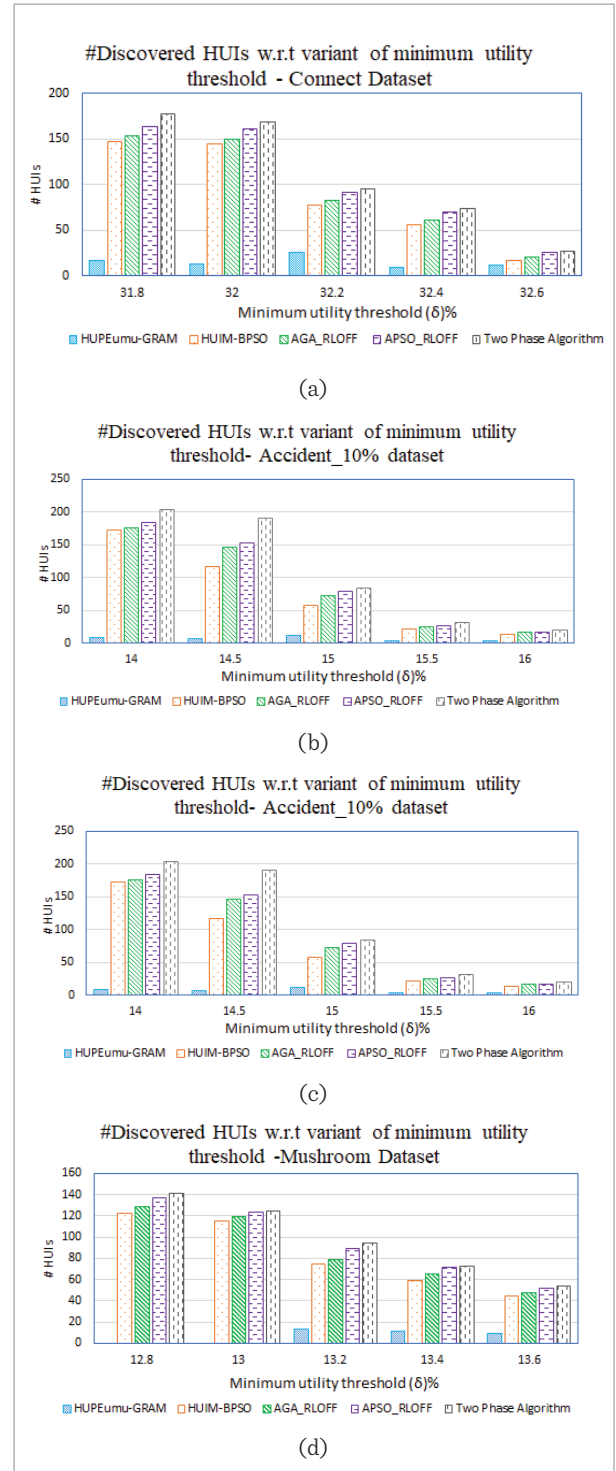 #Discovered HUIs w.r.t variant of minimum utility
threshold - Connect Dataset
200
150
100
50
0
# HUIs
31.8 32 32.2 32.4 32.6
Minimum utility threshold (δ)%
HUPEumu-GRAM HUIM-BPSO AGA_RLOFF APSO_RLOFF Two Phase Algorithm
(a)
#Discovered HUIs w.r.t variant of minimum utility
threshold- Accident_10% dataset
250
200
150
100
50
0
# HUIs
14 14.5 15 15.5 16
Minimum utility threshold (δ)%
HUPEumu-GRAM HUIM-BPSO AGA_RLOFF APSO_RLOFF Two Phase Algorithm
(b)
#Discovered HUIs w.r.t variant of minimum utility
threshold- Accident_10% dataset
250
200
150
100
50
0
# HUIs
14 14.5 15 15.5 16
Minimum utility threshold (δ)%
HUPEumu-GRAM HUIM-BPSO AGA_RLOFF APSO_RLOFF Two Phase Algorithm
(c)
#Discovered HUIs w.r.t variant of minimum utility
threshold -Mushroom Dataset
160
140
120
100
80
60
40
20
0
# HUIs
12.8 13 13.2 13.4 13.6
Minimum utility threshold (δ)%
HUPEumu-GRAM HUIM-BPSO AGA_RLOFF APSO_RLOFF Two Phase Algorithm
(d)